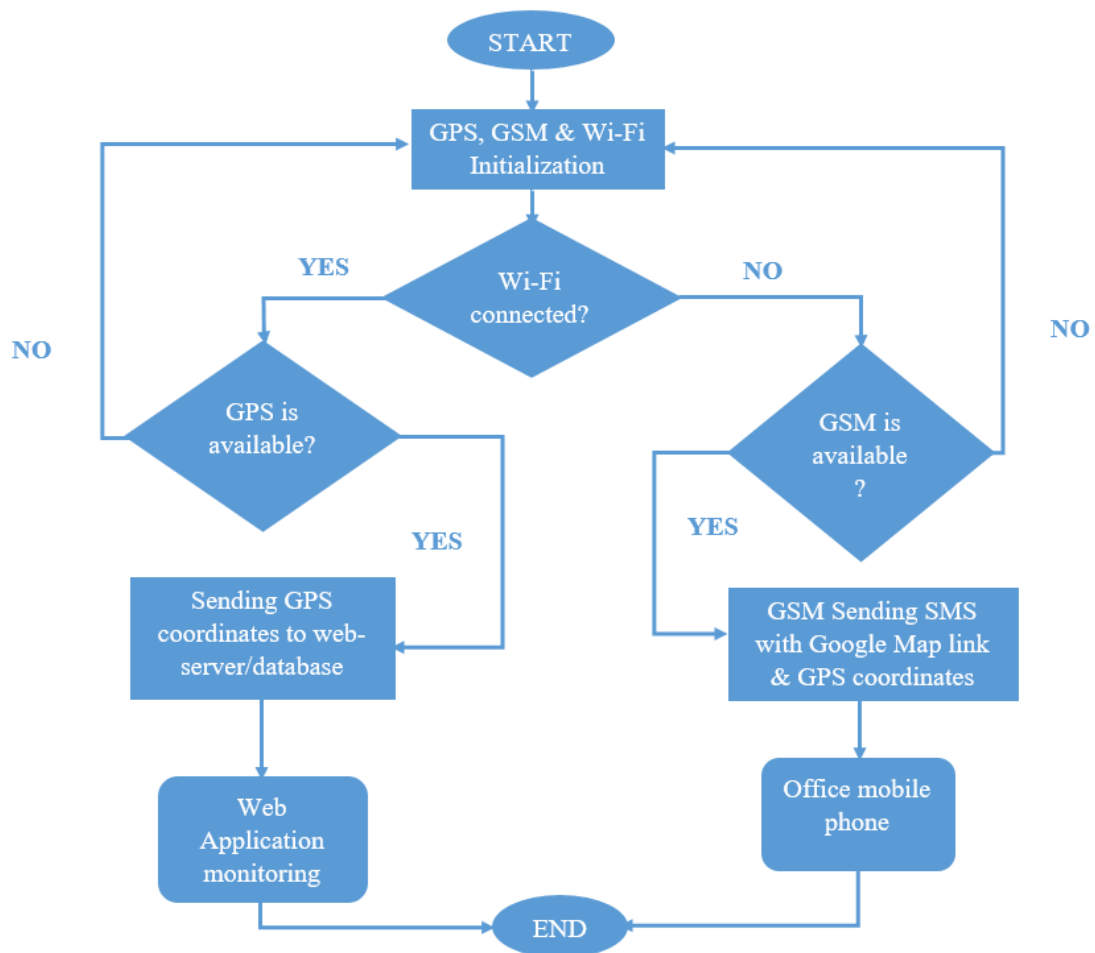 START
GPS, GSM & Wi-Fi
Initialization
YES
NO
Wi-Fi
connected?
NO
NO
GPS is
available?
GSM is
available
?
YES
YES
Sending GPS
coordinates to web-
server/database
GSM Sending SMS
with Google Map link
& GPS coordinates
Web
Application
monitoring
Office mobile
phone
END